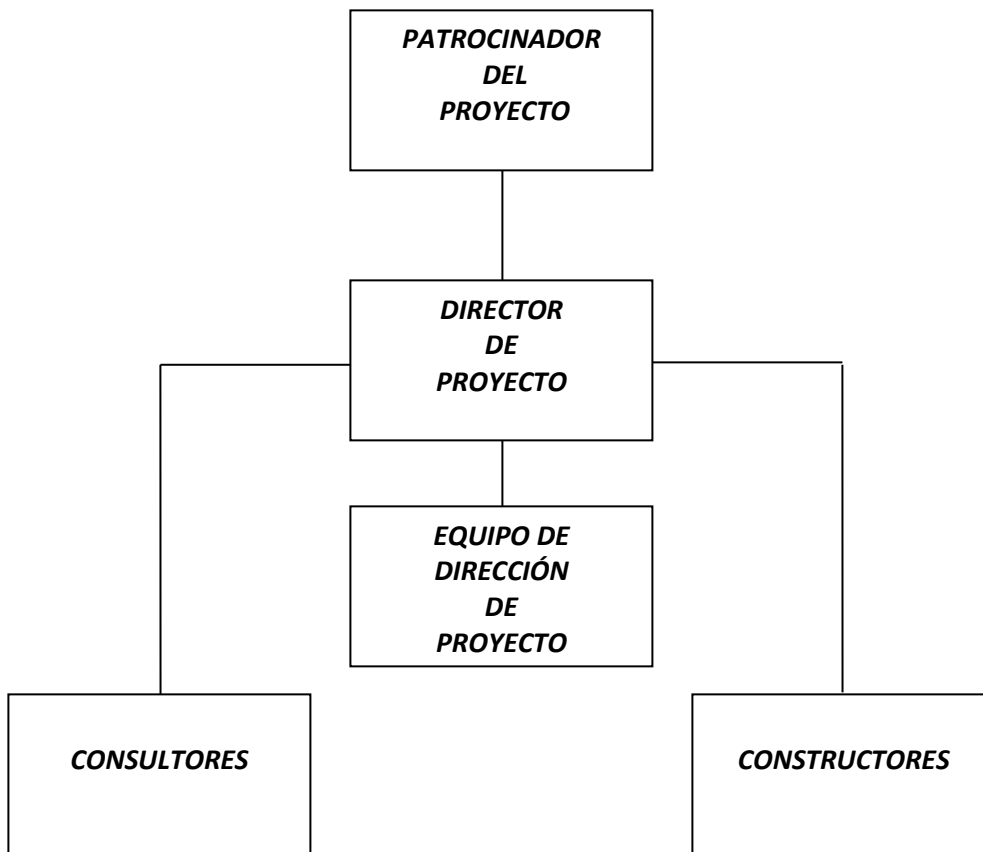 PATROCINADOR
DEL
PROYECTO
DIRECTOR
DE
PROYECTO
EQUIPO DE
DIRECCIÓN
DE
PROYECTO
CONSULTORES
CONSTRUCTORES